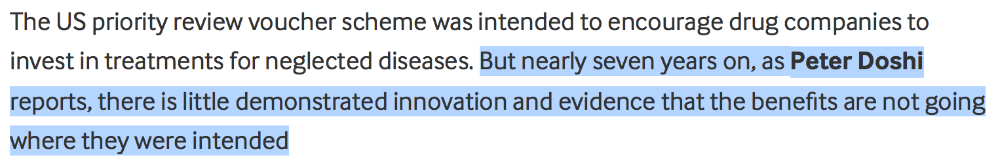 The US priority review voucher scheme was intended to encourage drug companies to
invest in treatments for neglected diseases. But nearly seven years on, as Peter Doshi
reports, there is little demonstrated innovation and evidence that the benefits are not going
where they were intended